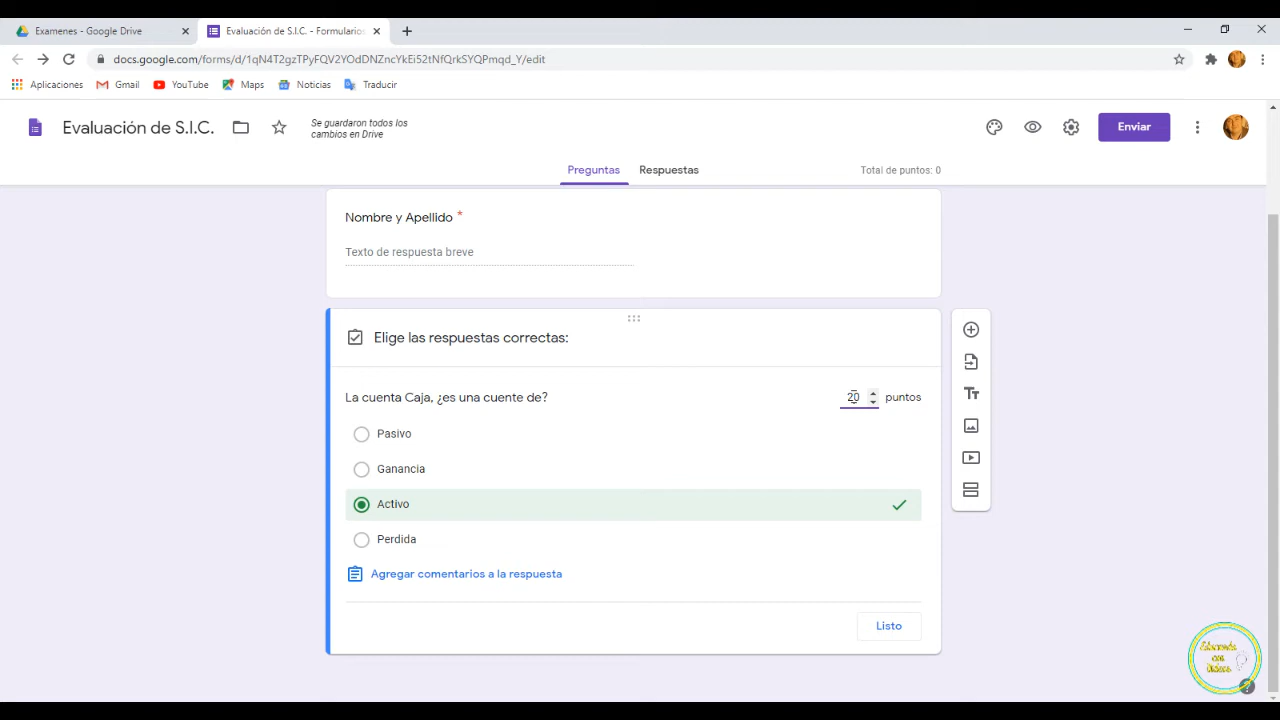 Examenes - Google Drive
Evaluación de S.I.C. - Formularios
docs.google.com/forms/d/1qN4T2gzTPyFQV2YOdDNZncYkEi52tNfQrkSYQPmqd_Y/edit
Aplicaciones Gmail YouTube Maps Noticias Traducir
Evaluación de S.I.C.
Se guardaron todos los
cambios en Drive
Enviar
Preguntas Respuestas
Total de puntos: 0
Nombre y Apellido *
Texto de respuesta breve
Elige las respuestas correctas:
La cuenta Caja, ¿es una cuente de?
20 puntos
Pasivo
Ganancia
Activo
Perdida
Agregar comentarios a la respuesta
Listo